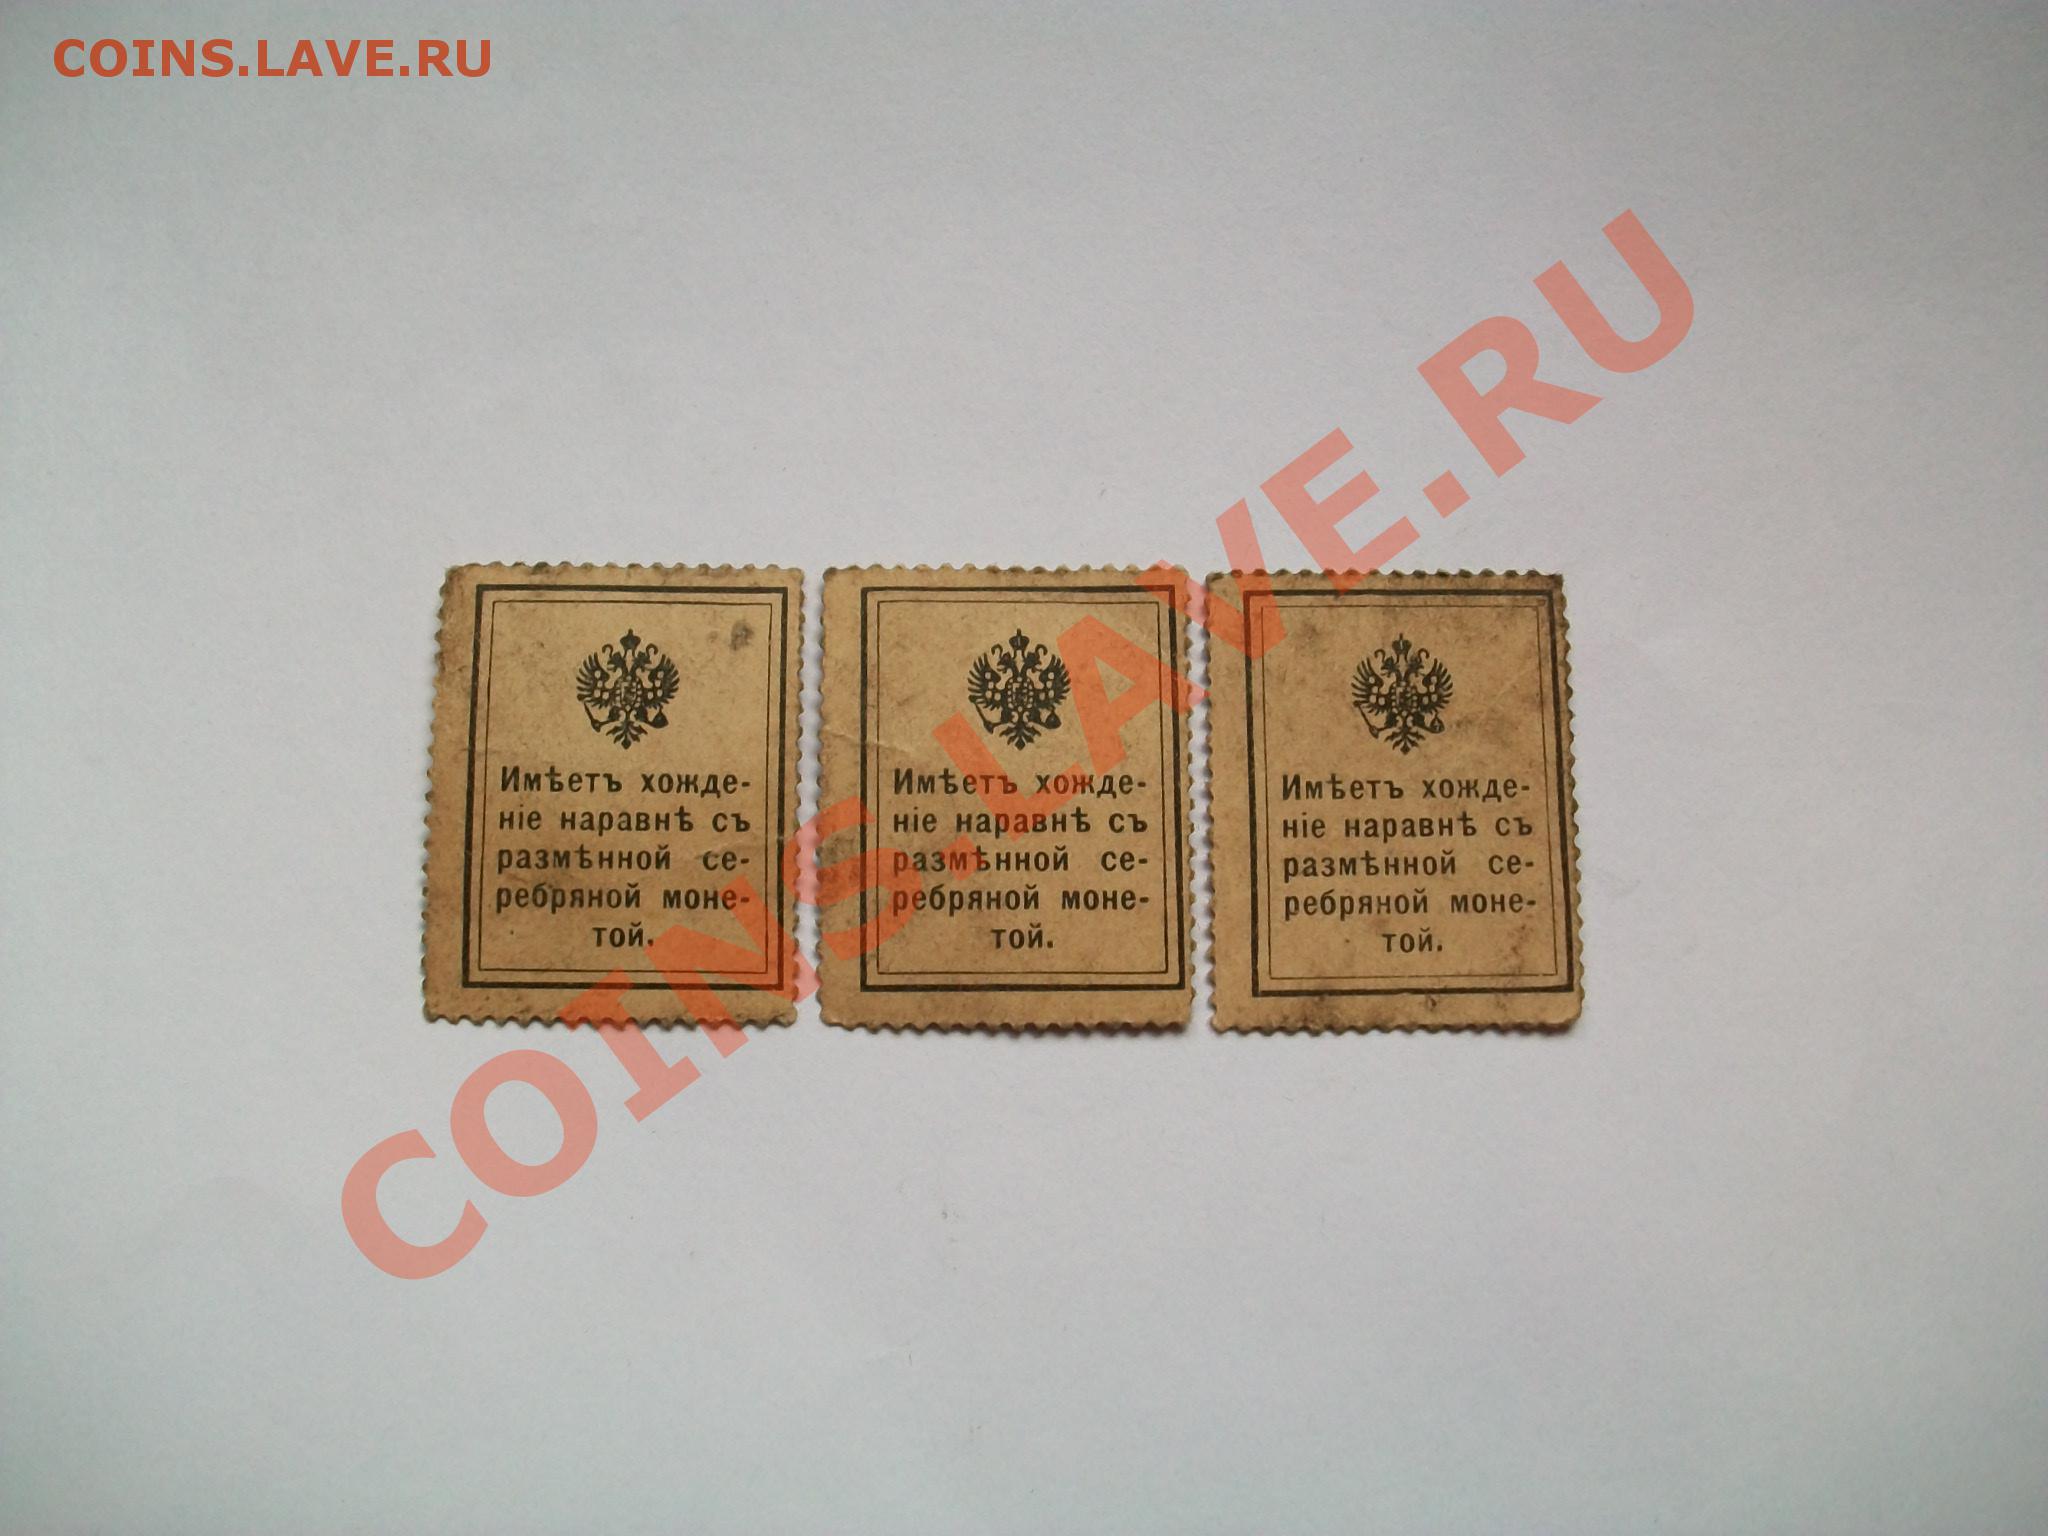 COINS.LAVE.RU
Имѣетъ хожде-
ніе наравнѣ съ
размѣнной се-
ребряной моне-
той.
Имѣетъ хожде-
ніе наравнѣ съ
размѣнной се-
ребряной моне-
той.
Имѣетъ хожде-
ніе наравнѣ съ
размѣнной се-
ребряной моне-
той.
COINS.LAVE.RU